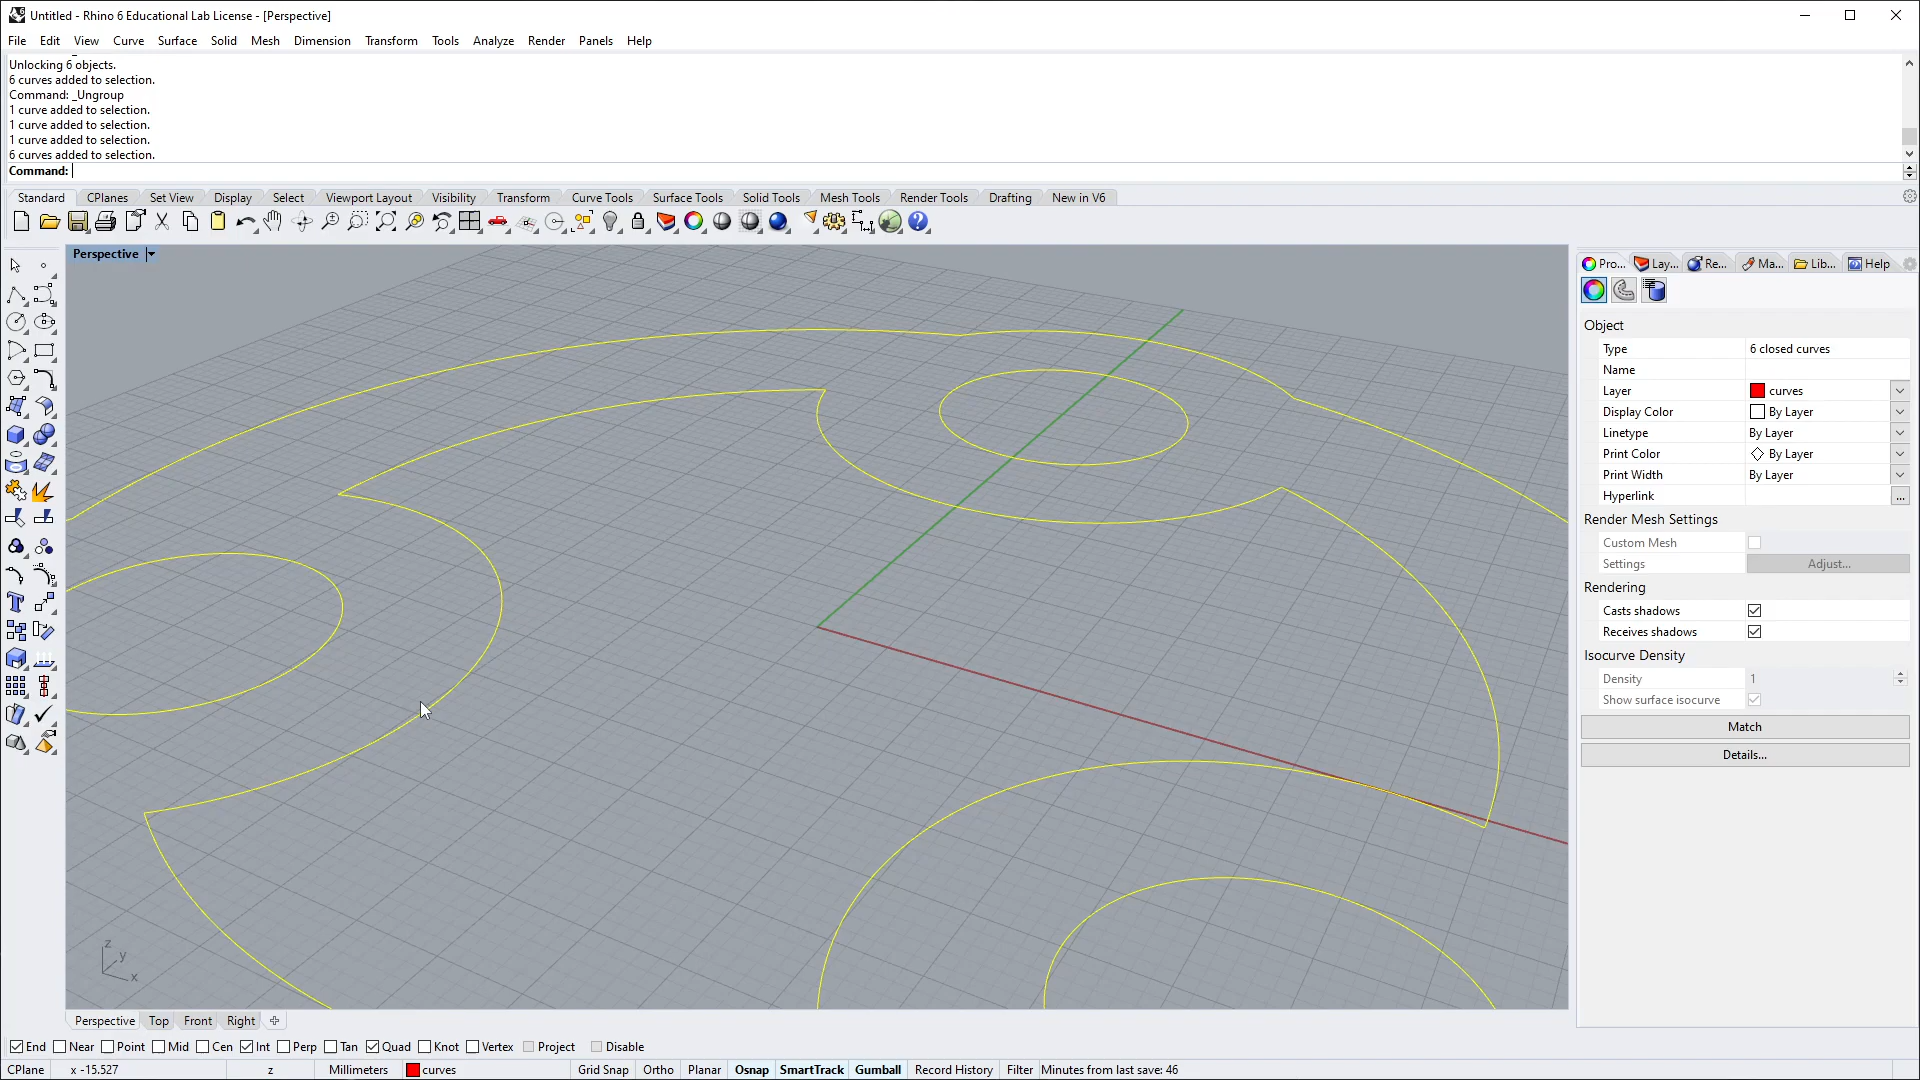 Untitled - Rhino 6 Educational Lab License - [Perspective]
File Edit View Curve Surface Solid Mesh Dimension Transform Tools Analyze Render Panels Help
Unlocking 6 objects.
6 curves added to selection.
Command: _Ungroup
1 curve added to selection.
1 curve added to selection.
1 curve added to selection.
6 curves added to selection.
Command:
Standard CPlanes Set View Display Select Viewport Layout Visibility Transform Curve Tools Surface Tools Solid Tools Mesh Tools Render Tools Drafting New in V6
Perspective
Pro... Lay... Re... Ma... Lib... Help
Object
Type 6 closed curves
Name
Layer curves
Display Color By Layer
Linetype By Layer
Print Color By Layer
Print Width By Layer
Hyperlink ...
Render Mesh Settings
Custom Mesh
Settings Adjust...
Rendering
Casts shadows
Receives shadows
Isocurve Density
Density 1
Show surface isocurve
Match
Details...
z
y
x
Perspective Top Front Right
End Near Point Mid Cen Int Perp Tan Quad Knot Vertex Project Disable
CPlane x -15.527 z Millimeters curves Grid Snap Ortho Planar Osnap SmartTrack Gumball Record History Filter Minutes from last save: 46